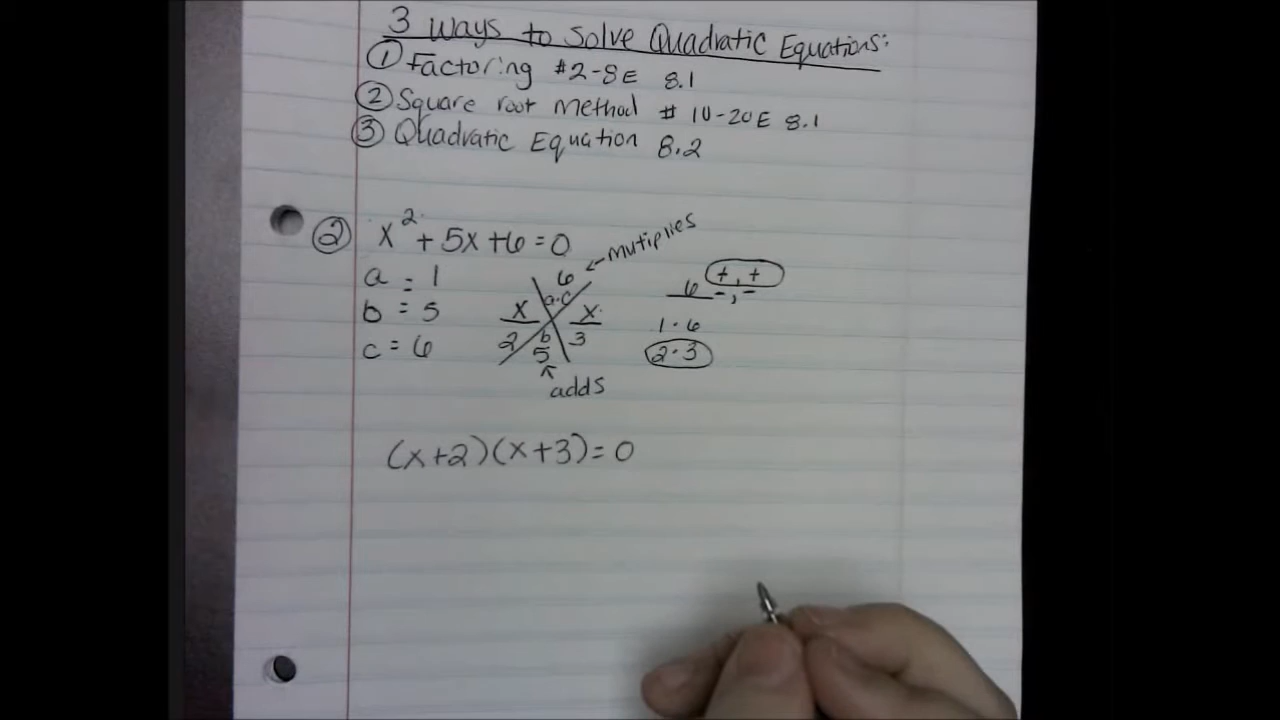 3 Ways to Solve Quadratic Equations:
① Factoring #2-8E 8.1
② Square root method # 10-20E 8.1
③ Quadratic Equation 8.2
② x² + 5x + 6 = 0
a = 1
b = 5
c = 6
6 ← mutiplies
a·c
x x
2 b 3
5
↑
adds
6 +, +
-, -
1·6
2·3
(x+2)(x+3) = 0